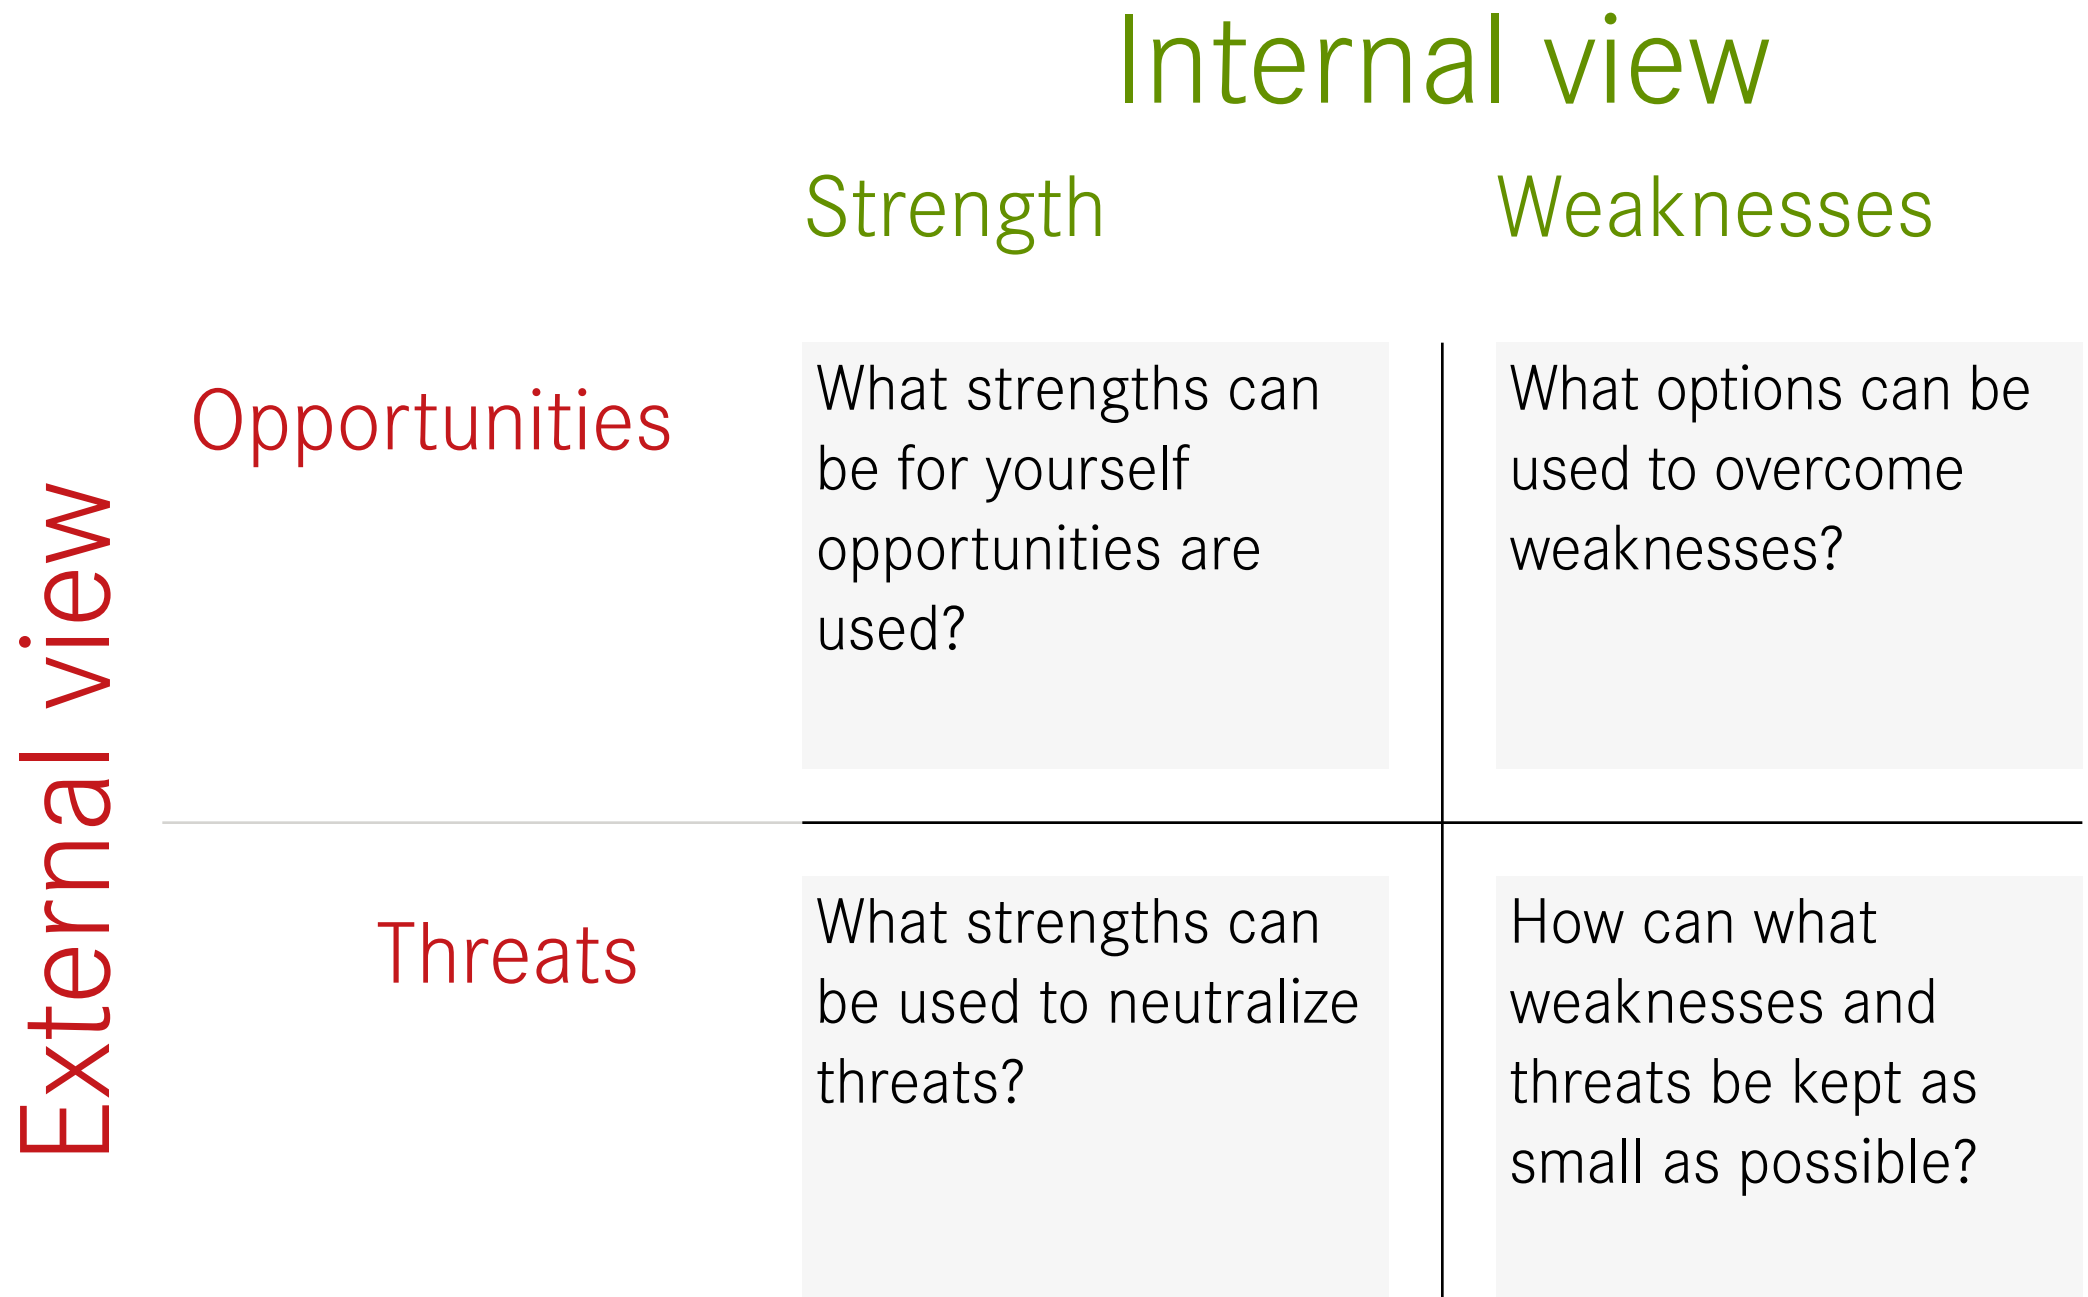 Internal view
Strength
Weaknesses
External view
Opportunities
What strengths can
be for yourself
opportunities are
used?
What options can be
used to overcome
weaknesses?
Threats
What strengths can
be used to neutralize
threats?
How can what
weaknesses and
threats be kept as
small as possible?